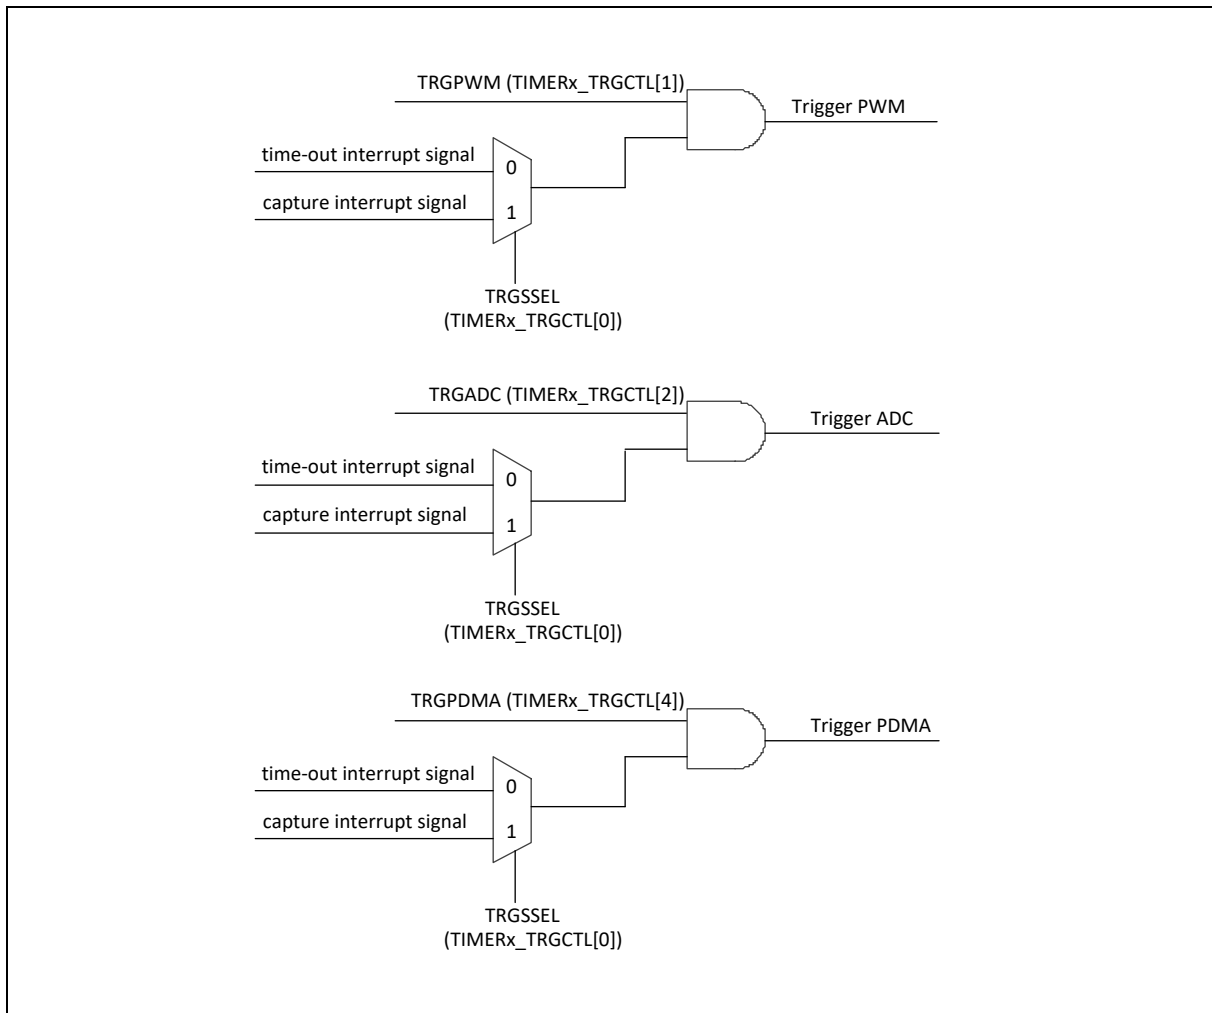 TRGPWM (TIMERx_TRGCTL[1])
Trigger PWM
time-out interrupt signal
0
capture interrupt signal
1
TRGSSEL
(TIMERx_TRGCTL[0])
TRGADC (TIMERx_TRGCTL[2])
Trigger ADC
time-out interrupt signal
0
capture interrupt signal
1
TRGSSEL
(TIMERx_TRGCTL[0])
TRGPDMA (TIMERx_TRGCTL[4])
Trigger PDMA
time-out interrupt signal
0
capture interrupt signal
1
TRGSSEL
(TIMERx_TRGCTL[0])